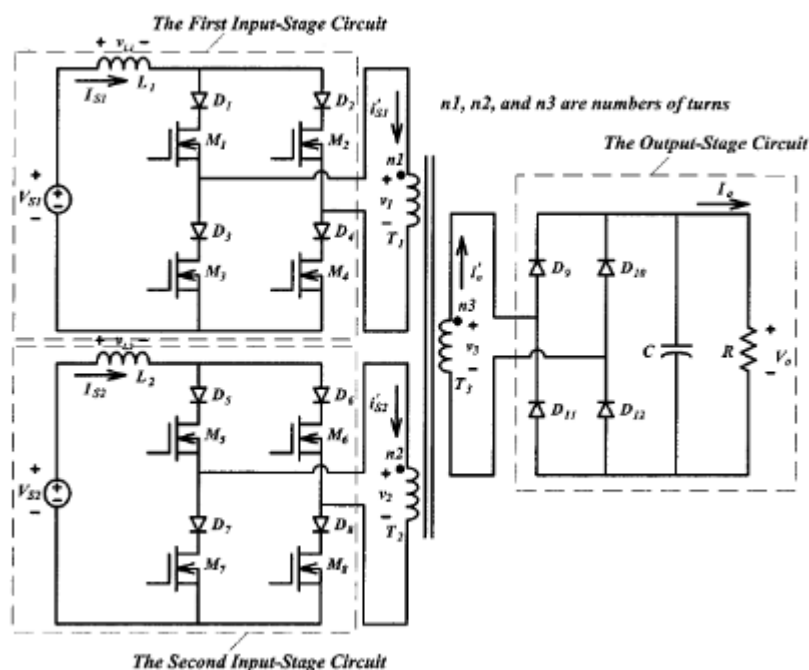 The First Input-Stage Circuit
+ vL1 −
IS1
L1
D1
D2
i'S1
n1, n2, and n3 are numbers of turns
M1
M2
n1
The Output-Stage Circuit
Io
+
VS1
−
+
v1
−
T1
D3
D4
i'o
D9
D10
M3
M4
n3
+
v3
−
T3
C
R
+
Vo
−
+ vL2 −
IS2
L2
D5
D6
i'S2
D11
D12
M5
M6
n2
+
VS2
−
+
v2
−
T2
D7
D8
M7
M8
The Second Input-Stage Circuit